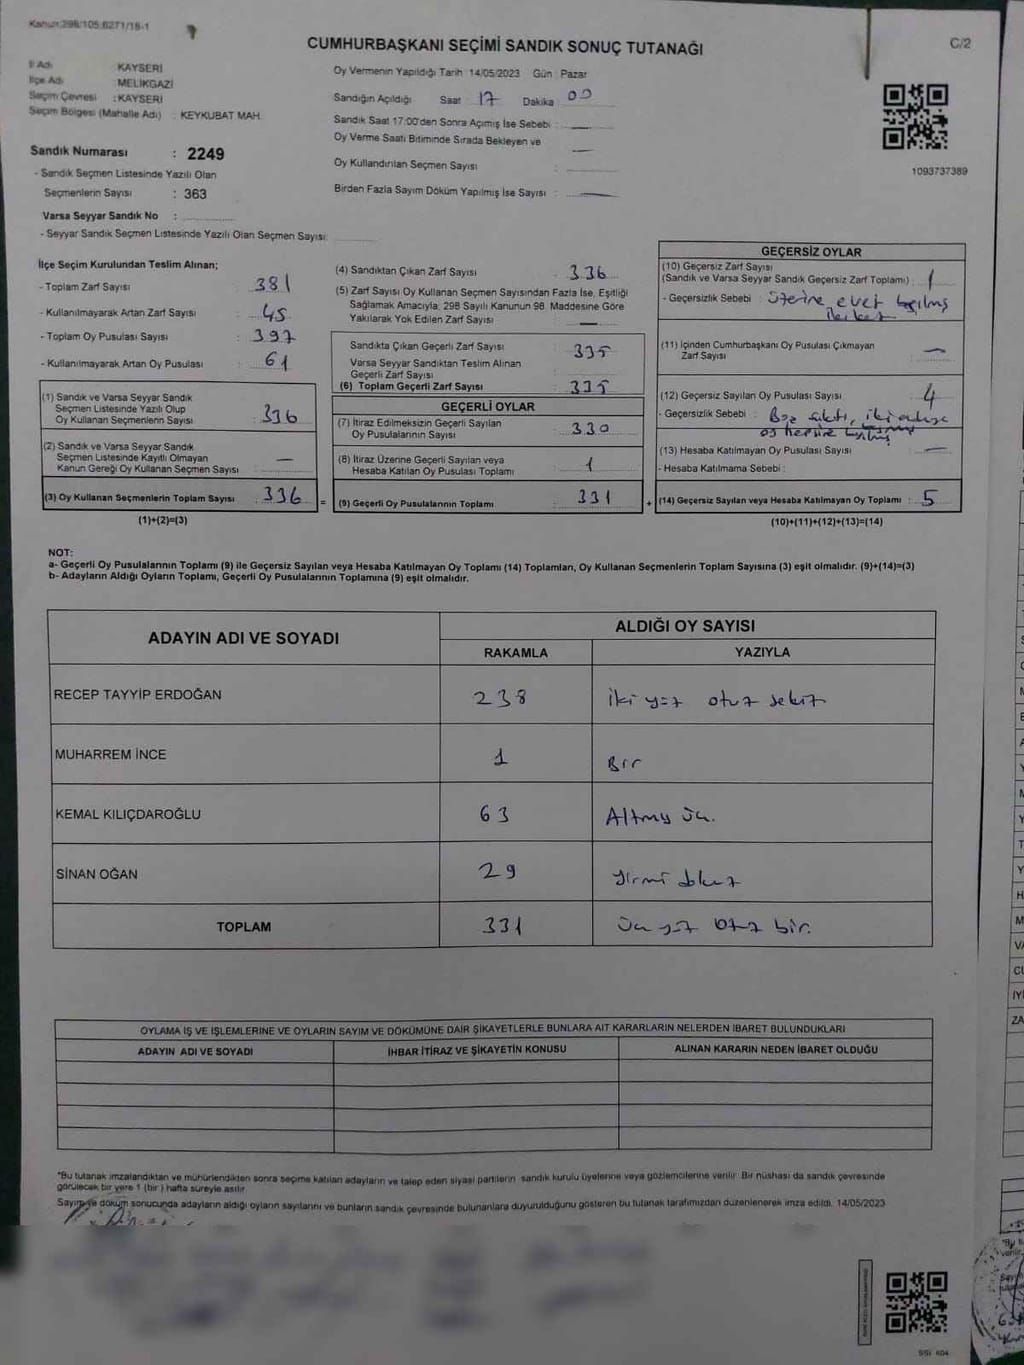 Kanun:298/105;6271/18-1
CUMHURBAŞKANI SEÇİMİ SANDIK SONUÇ TUTANAĞI
C/2
İl Adı : KAYSERİ
İlçe Adı : MELİKGAZİ
Seçim Çevresi : KAYSERİ
Seçim Bölgesi (Mahalle Adı) : KEYKUBAT MAH.
Oy Vermenin Yapıldığı Tarih : 14/05/2023 Gün : Pazar
Sandığın Açıldığı Saat : 17 Dakika : 00
Sandık Saat 17:00'den Sonra Açımış İse Sebebi :
Oy Verme Saati Bitiminde Sırada Bekleyen ve
Oy Kullandırılan Seçmen Sayısı :
Birden Fazla Sayım Döküm Yapılmış İse Sayısı :
1093737389
Sandık Numarası : 2249
- Sandık Seçmen Listesinde Yazılı Olan
Seçmenlerin Sayısı : 363
Varsa Seyyar Sandık No :
- Seyyar Sandık Seçmen Listesinde Yazılı Olan Seçmen Sayısı:
İlçe Seçim Kurulundan Teslim Alınan;
- Toplam Zarf Sayısı : 381
- Kullanılmayarak Artan Zarf Sayısı : 45
- Toplam Oy Pusulası Sayısı : 397
- Kullanılmayarak Artan Oy Pusulası : 61
(1) Sandık ve Varsa Seyyar Sandık
Seçmen Listesinde Yazılı Olup
Oy Kullanan Seçmenlerin Sayısı : 336
(2) Sandık ve Varsa Seyyar Sandık
Seçmen Listesinde Kayıtlı Olmayan
Kanun Gereği Oy Kullanan Seçmen Sayısı : —
(3) Oy Kullanan Seçmenlerin Toplam Sayısı : 336 =
(1)+(2)=(3)
(4) Sandıktan Çıkan Zarf Sayısı : 336
(5) Zarf Sayısı Oy Kullanan Seçmen Sayısından Fazla İse, Eşitliği
Sağlamak Amacıyla; 298 Sayılı Kanunun 98. Maddesine Göre
Yakılarak Yok Edilen Zarf Sayısı : —
Sandıkta Çıkan Geçerli Zarf Sayısı : 335
Varsa Seyyar Sandıktan Teslim Alınan
Geçerli Zarf Sayısı :
(6) Toplam Geçerli Zarf Sayısı : 335
GEÇERLİ OYLAR
(7) İtiraz Edilmeksizin Geçerli Sayılan
Oy Pusulalarının Sayısı : 330
(8) İtiraz Üzerine Geçerli Sayılan veya
Hesaba Katılan Oy Pusulası Toplamı : 1
(9) Geçerli Oy Pusulalarının Toplamı : 331 +
GEÇERSİZ OYLAR
(10) Geçersiz Zarf Sayısı
(Sandık ve Varsa Seyyar Sandık Geçersiz Zarf Toplamı) : 1
- Geçersizlik Sebebi : Üzerine evet basılmış
(11) İçinden Cumhurbaşkanı Oy Pusulası Çıkmayan
Zarf Sayısı : —
(12) Geçersiz Sayılan Oy Pusulası Sayısı : 4
- Geçersizlik Sebebi : Boş çıktı, iki adaya
(13) Hesaba Katılmayan Oy Pusulası Sayısı : —
- Hesaba Katılmama Sebebi :
(14) Geçersiz Sayılan veya Hesaba Katılmayan Oy Toplamı : 5
(10)+(11)+(12)+(13)=(14)
NOT:
a- Geçerli Oy Pusulalarının Toplamı (9) ile Geçersiz Sayılan veya Hesaba Katılmayan Oy Toplamı (14) Toplamları, Oy Kullanan Seçmenlerin Toplam Sayısına (3) eşit olmalıdır. (9)+(14)=(3)
b- Adayların Aldığı Oyların Toplamı, Geçerli Oy Pusulalarının Toplamına (9) eşit olmalıdır.
ADAYIN ADI VE SOYADI ALDIĞI OY SAYISI
RAKAMLA YAZIYLA
RECEP TAYYİP ERDOĞAN 238 iki yüz otuz sekiz
MUHARREM İNCE 1 Bir
KEMAL KILIÇDAROĞLU 63 Altmış üç.
SİNAN OĞAN 29 yirmi dokuz
TOPLAM 331 üç yüz otuz bir.
OYLAMA İŞ VE İŞLEMLERİNE VE OYLARIN SAYIM VE DÖKÜMÜNE DAİR ŞİKAYETLERLE BUNLARA AİT KARARLARIN NELERDEN İBARET BULUNDUKLARI
ADAYIN ADI VE SOYADI İHBAR İTİRAZ VE ŞİKAYETİN KONUSU ALINAN KARARIN NEDEN İBARET OLDUĞU
*Bu tutanak imzalandıktan ve mühürlendikten sonra seçime katılan adayların ve talep eden siyasi partilerin sandık kurulu üyelerine veya gözlemcilerine verilir. Bir nüshası da sandık çevresinde
görülecek bir yere 1 (bir) hafta süreyle asılır.
Sayım ve döküm sonucunda adayların aldığı oyların sayılarını ve bunların sandık çevresinde bulunanlara duyurulduğunu gösteren bu tutanak tarafımızdan düzenlenerek imza edildi. 14/05/2023